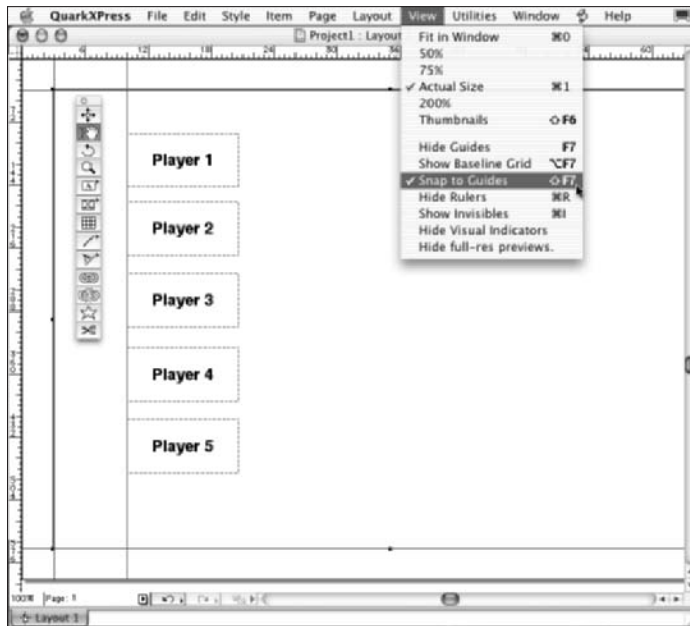 QuarkXPress File Edit Style Item Page Layout View Utilities Window Help
Project1 : Layout
Fit in Window ⌘0
50%
75%
✓ Actual Size ⌘1
200%
Thumbnails ⇧F6
Hide Guides F7
Show Baseline Grid ⌥F7
✓ Snap to Guides ⇧F7
Hide Rulers ⌘R
Show Invisibles ⌘I
Hide Visual Indicators
Hide full-res previews.
Player 1
Player 2
Player 3
Player 4
Player 5
100% Page: 1
Layout 1